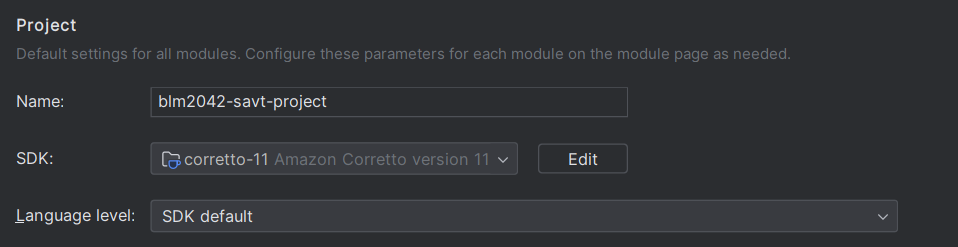 Project
Default settings for all modules. Configure these parameters for each module on the module page as needed.
Name: blm2042-savt-project
SDK: corretto-11 Amazon Corretto version 11 Edit
Language level: SDK default